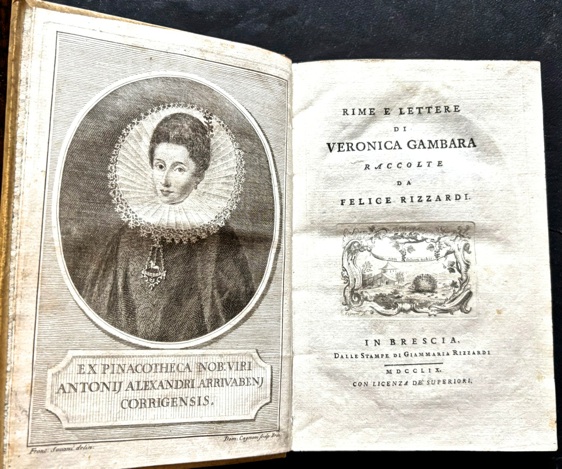 EX PINACOTHECA NOB. VIRI
ANTONIJ ALEXANDRI ARRIVABENJ
CORRIGENSIS.
RIME E LETTERE
DI
VERONICA GAMBARA
RACCOLTE
DA
FELICE RIZZARDI.
IN BRESCIA,
DALLE STAMPE DI GIAMMARIA RIZZARDI
MDCCLIX.
CON LICENZA DE' SUPERIORI.